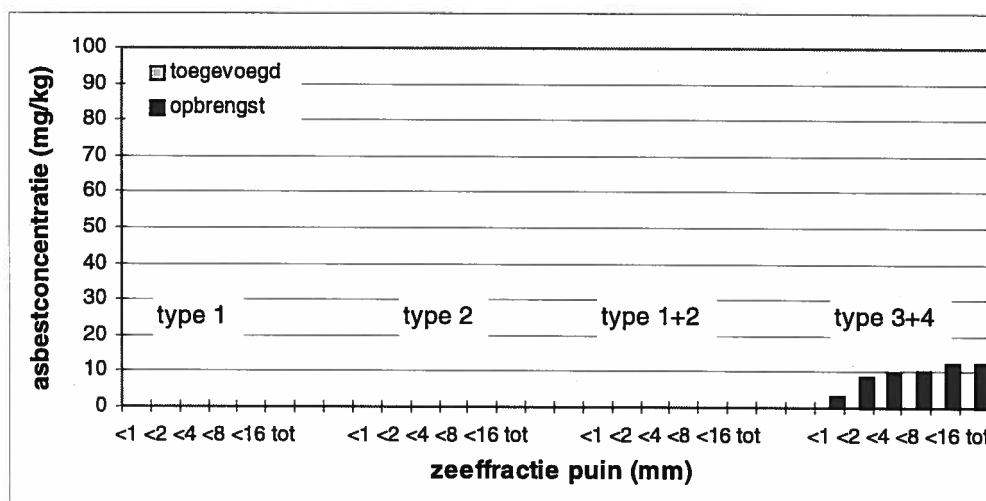 100
90
80
70
60
50
40
30
20
10
0
asbestconcentratie (mg/kg)
toegevoegd
opbrengst
type 1
type 2
type 1+2
type 3+4
<1 <2 <4 <8 <16 tot
<1 <2 <4 <8 <16 tot
<1 <2 <4 <8 <16 tot
<1 <2 <4 <8 <16 tot
zeeffractie puin (mm)